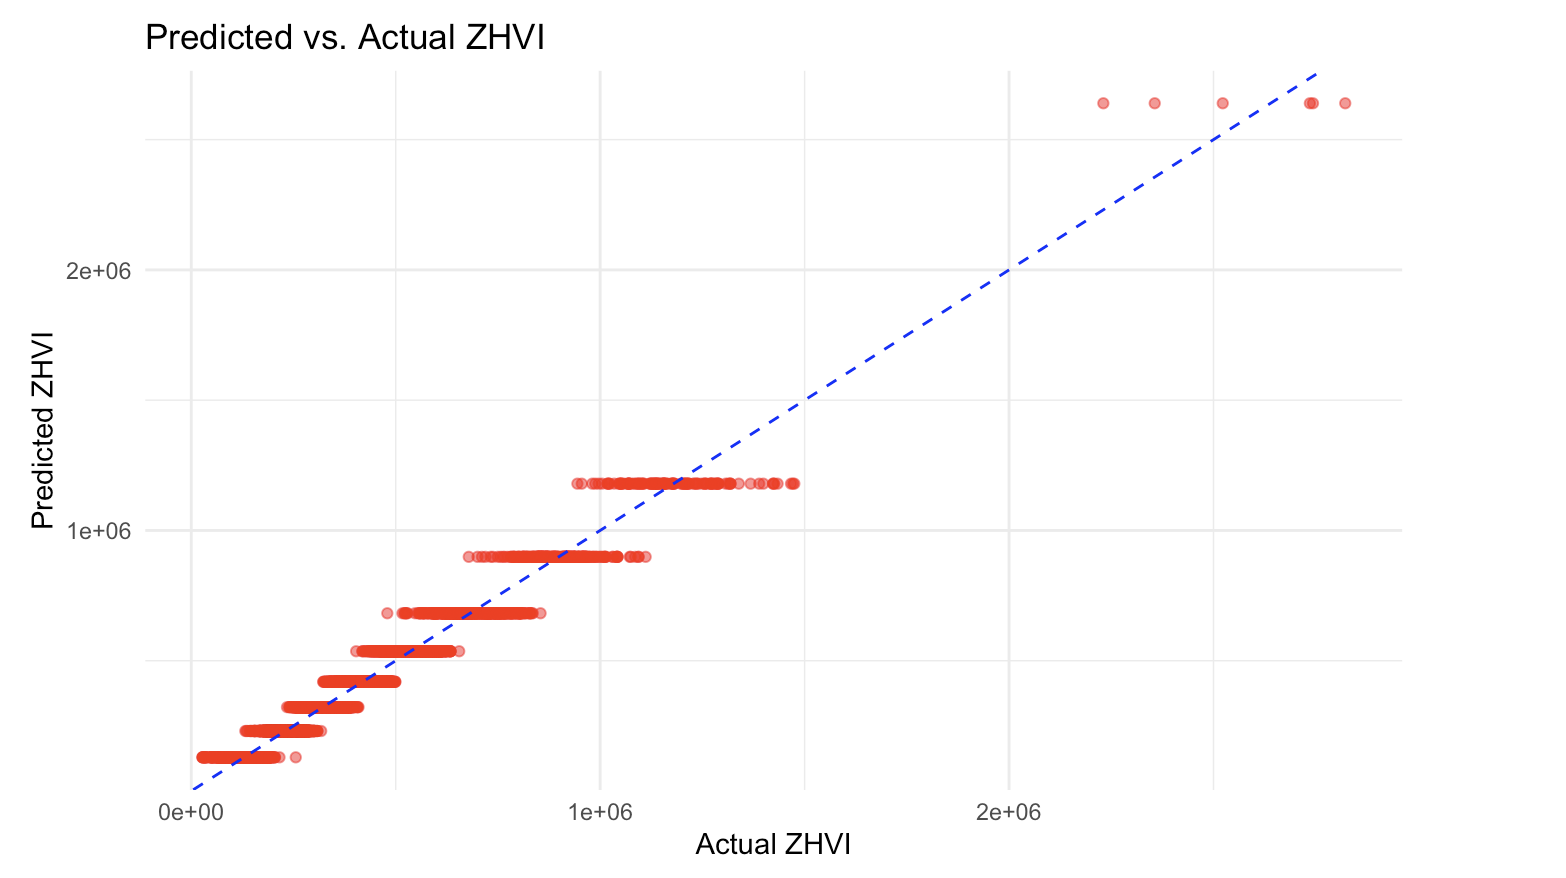 Predicted vs. Actual ZHVI
Predicted ZHVI
2e+06
1e+06
0e+00
1e+06
2e+06
Actual ZHVI